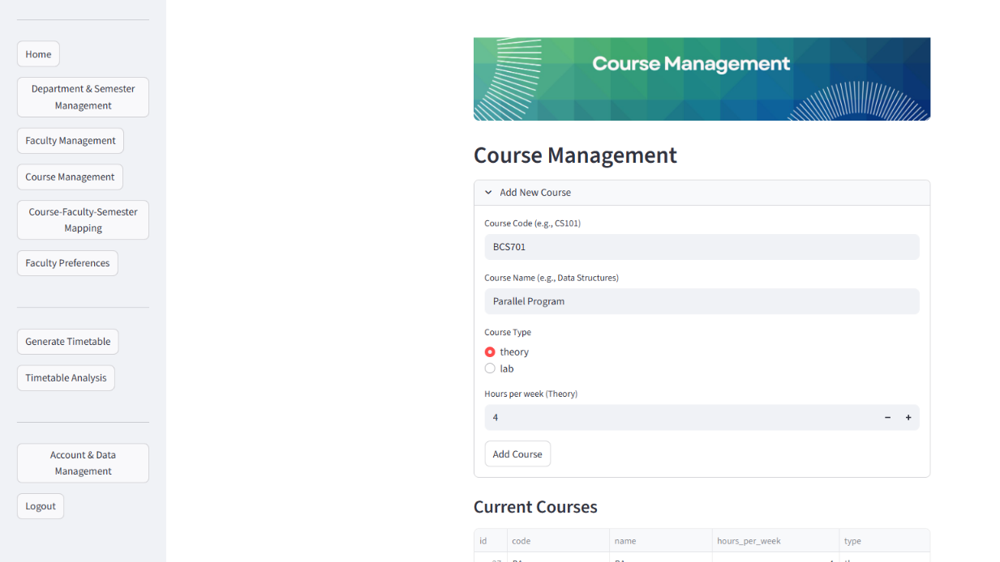 Home
Department & Semester
Management
Faculty Management
Course Management
Course-Faculty-Semester
Mapping
Faculty Preferences
Generate Timetable
Timetable Analysis
Account & Data
Management
Logout
Course Management
Course Management
Add New Course
Course Code (e.g., CS101)
BCS701
Course Name (e.g., Data Structures)
Parallel Program
Course Type
theory
lab
Hours per week (Theory)
4
Add Course
Current Courses
id code name hours_per_week type